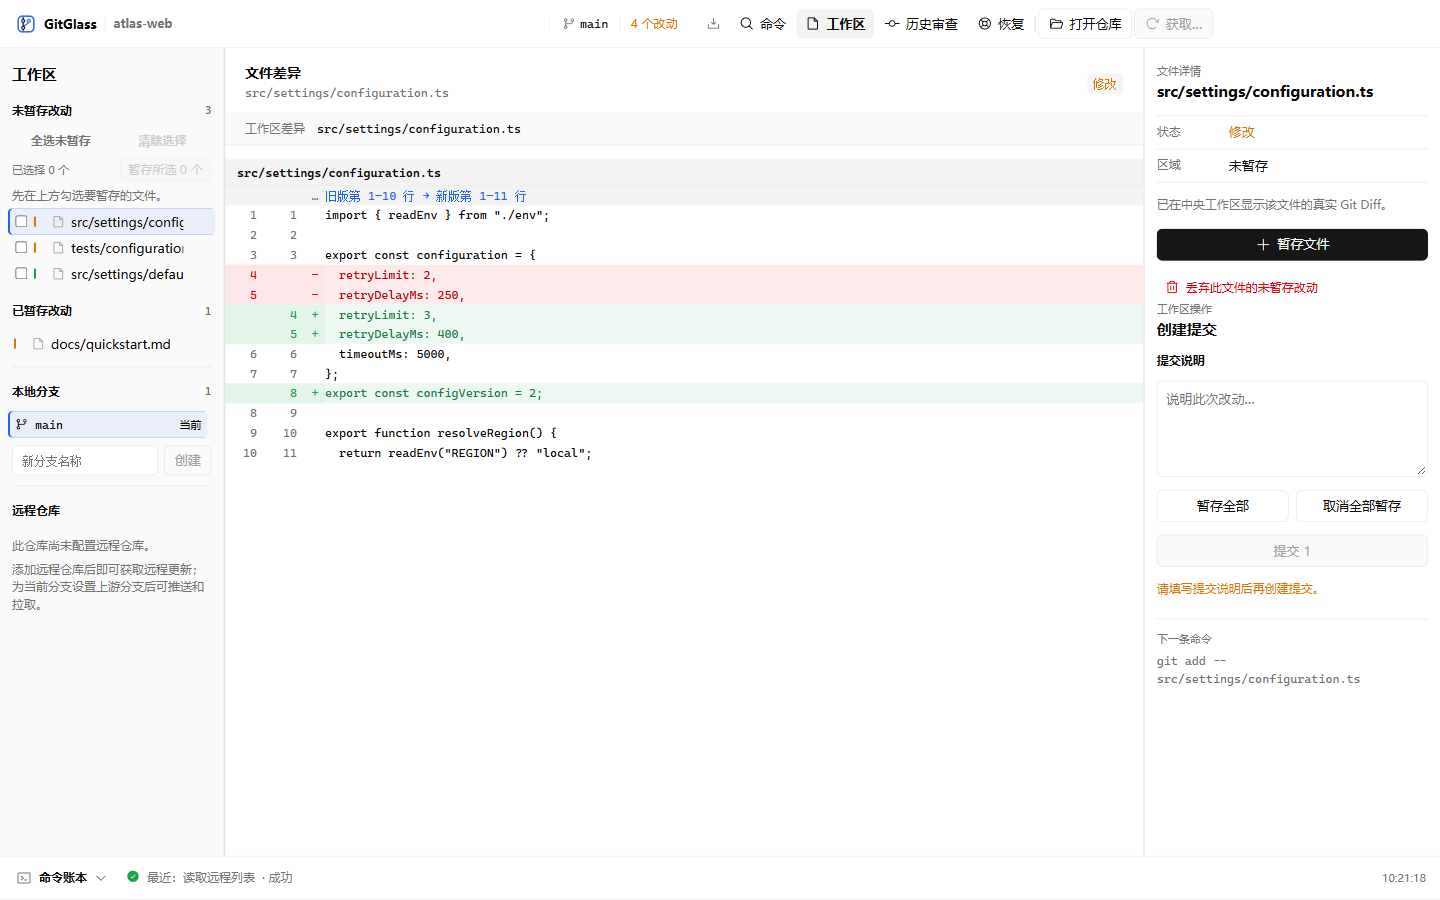 GitGlass
atlas-web
main
4 个改动
命令
工作区
历史审查
恢复
打开仓库
获取...
工作区
未暂存改动 3
全选未暂存 清除选择
已选择 0 个 暂存所选 0 个
先在上方勾选要暂存的文件。
src/settings/config
tests/configuration
src/settings/defau
已暂存改动 1
docs/quickstart.md
本地分支 1
main 当前
新分支名称 创建
远程仓库
此仓库尚未配置远程仓库。
添加远程仓库后即可获取远程更新;
为当前分支设置上游分支后可推送和
拉取。
文件差异
src/settings/configuration.ts
修改
工作区差异 src/settings/configuration.ts
src/settings/configuration.ts
… 旧版第 1–10 行 → 新版第 1–11 行
1 1 import { readEnv } from "./env";
2 2
3 3 export const configuration = {
4 − retryLimit: 2,
5 − retryDelayMs: 250,
4 + retryLimit: 3,
5 + retryDelayMs: 400,
6 6 timeoutMs: 5000,
7 7 };
8 + export const configVersion = 2;
8 9
9 10 export function resolveRegion() {
10 11 return readEnv("REGION") ?? "local";
文件详情
src/settings/configuration.ts
状态 修改
区域 未暂存
已在中央工作区显示该文件的真实 Git Diff。
暂存文件
丢弃此文件的未暂存改动
工作区操作
创建提交
提交说明
说明此次改动...
暂存全部 取消全部暂存
提交 1
请填写提交说明后再创建提交。
下一条命令
git add --
src/settings/configuration.ts
命令账本
最近: 读取远程列表 · 成功
10:21:18